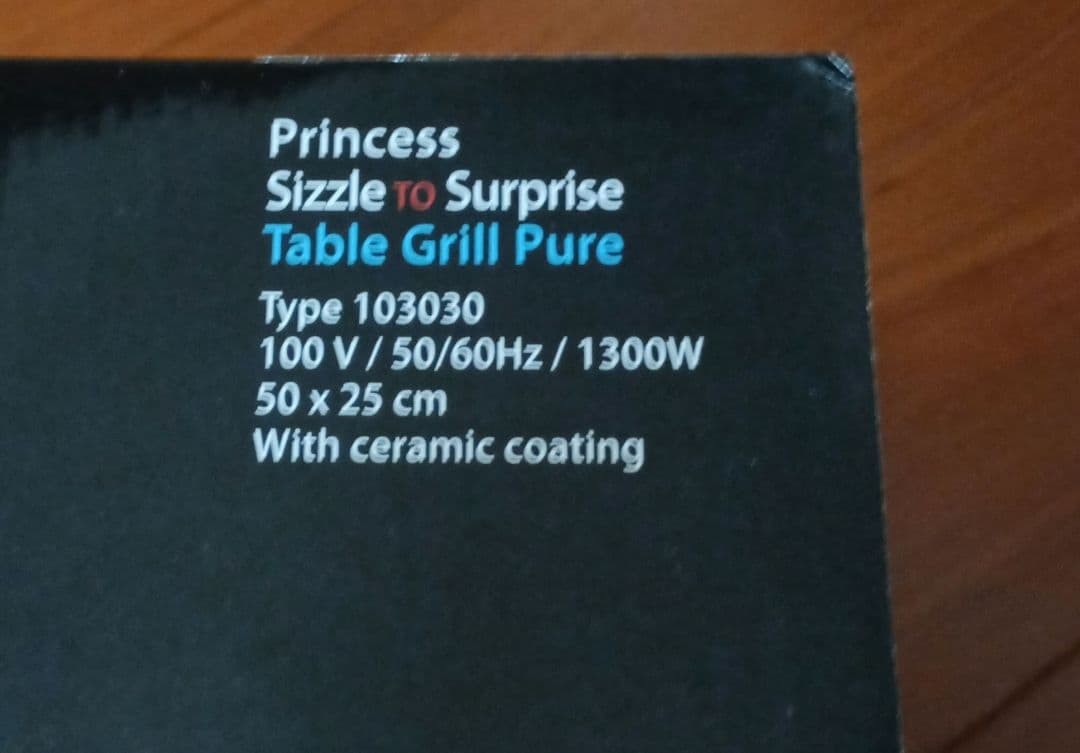 Princess
Sizzle TO Surprise
Table Grill Pure
Type 103030
100 V / 50/60Hz / 1300W
50 x 25 cm
With ceramic coating